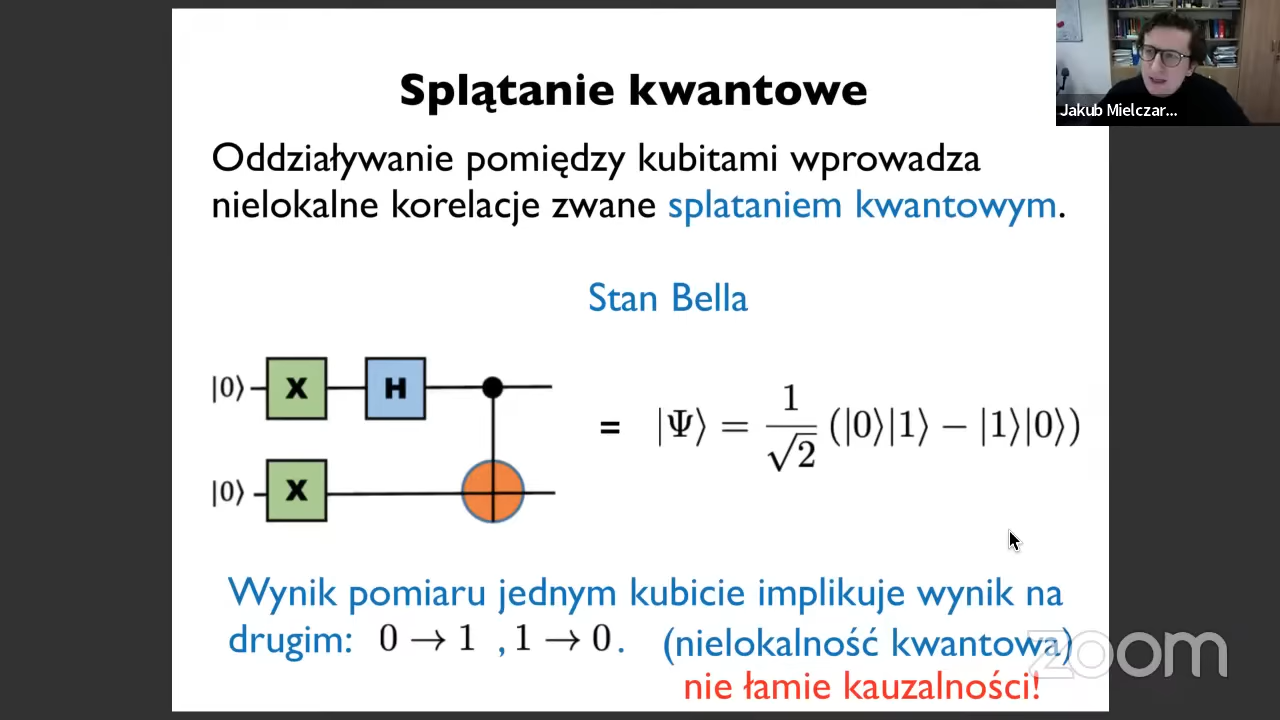 Splątanie kwantowe
Jakub Mielczar...
Oddziaływanie pomiędzy kubitami wprowadza
nielokalne korelacje zwane splataniem kwantowym.
Stan Bella
|0⟩ X H
= |Ψ⟩ = 1/√2 (|0⟩|1⟩ − |1⟩|0⟩)
|0⟩ X
Wynik pomiaru jednym kubicie implikuje wynik na
drugim: 0 → 1 , 1 → 0. (nielokalność kwantowa)
nie łamie kauzalności!
zoom